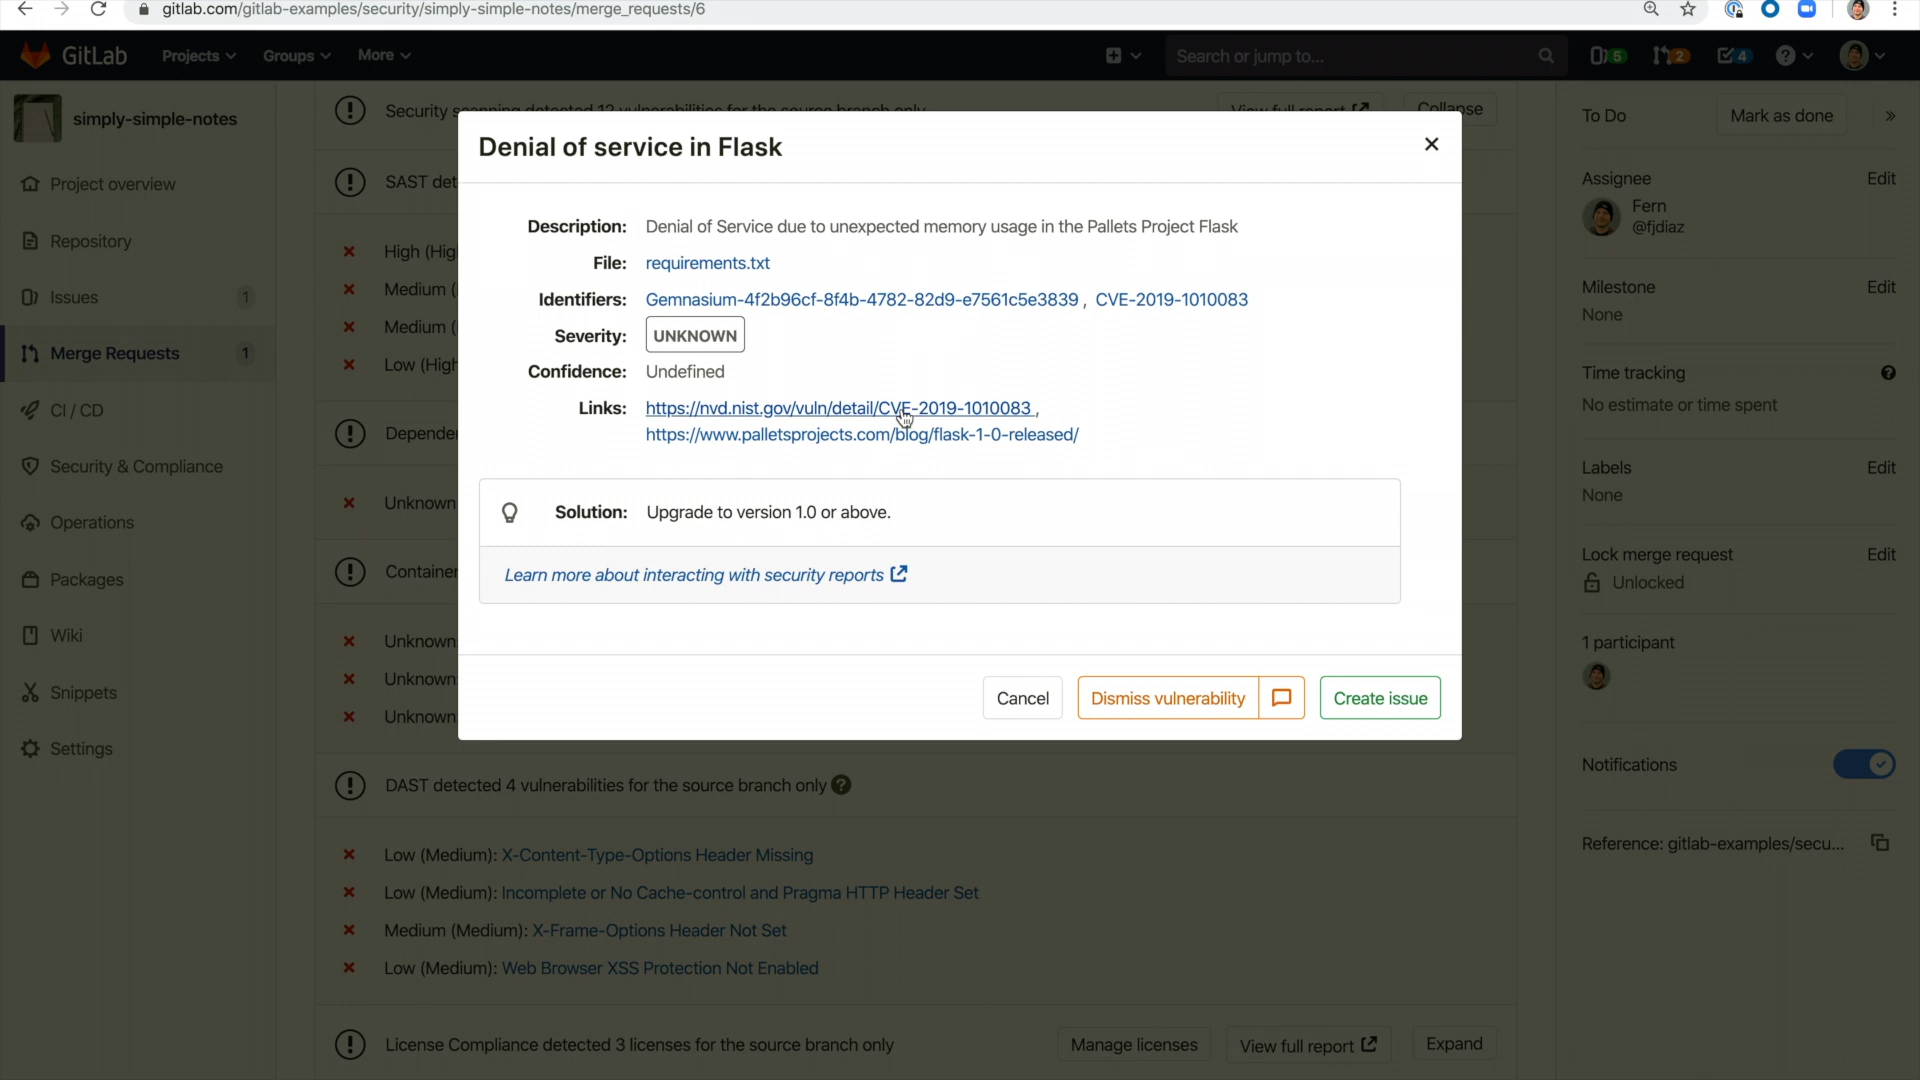 gitlab.com/gitlab-examples/security/simply-simple-notes/merge_requests/6
GitLab
Projects
Groups
More
Search or jump to...
5
2
4
simply-simple-notes
Project overview
Repository
Issues
1
Merge Requests
1
CI / CD
Security & Compliance
Operations
Packages
Wiki
Snippets
Settings
Security scanning detected 12 vulnerabilities for the source branch only
View full report
Collapse
SAST det
High (Hig
Medium (
Medium (
Low (High
Depende
Unknown
Container
Unknown
Unknown
Unknown
Denial of service in Flask
Description: Denial of Service due to unexpected memory usage in the Pallets Project Flask
File: requirements.txt
Identifiers: Gemnasium-4f2b96cf-8f4b-4782-82d9-e7561c5e3839 , CVE-2019-1010083
Severity: UNKNOWN
Confidence: Undefined
Links: https://nvd.nist.gov/vuln/detail/CVE-2019-1010083 ,
https://www.palletsprojects.com/blog/flask-1-0-released/
Solution: Upgrade to version 1.0 or above.
Learn more about interacting with security reports
Cancel
Dismiss vulnerability
Create issue
DAST detected 4 vulnerabilities for the source branch only
Low (Medium): X-Content-Type-Options Header Missing
Low (Medium): Incomplete or No Cache-control and Pragma HTTP Header Set
Medium (Medium): X-Frame-Options Header Not Set
Low (Medium): Web Browser XSS Protection Not Enabled
License Compliance detected 3 licenses for the source branch only
Manage licenses
View full report
Expand
To Do
Mark as done
Assignee
Edit
Fern
@fjdiaz
Milestone
Edit
None
Time tracking
No estimate or time spent
Labels
Edit
None
Lock merge request
Edit
Unlocked
1 participant
Notifications
Reference: gitlab-examples/secu...